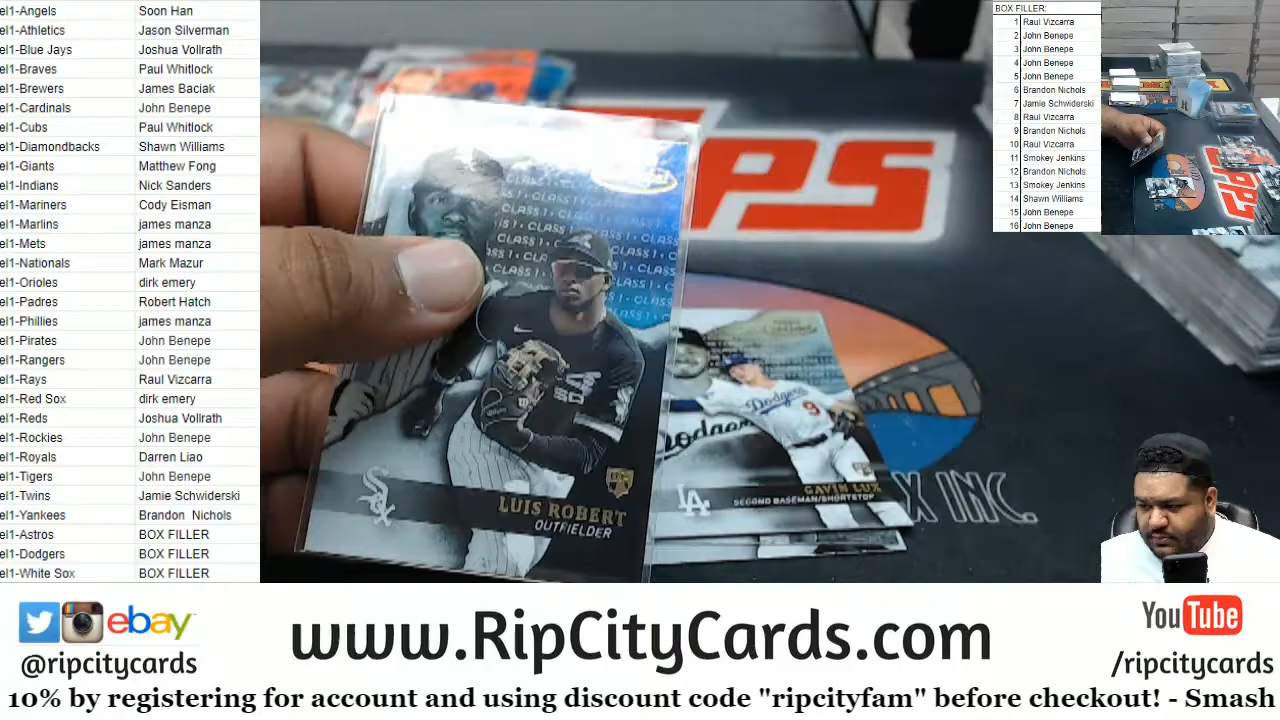 el1-Angels Soon Han
el1-Athletics Jason Silverman
el1-Blue Jays Joshua Vollrath
el1-Braves Paul Whitlock
el1-Brewers James Baciak
el1-Cardinals John Benepe
el1-Cubs Paul Whitlock
el1-Diamondbacks Shawn Williams
el1-Giants Matthew Fong
el1-Indians Nick Sanders
el1-Mariners Cody Eisman
el1-Marlins james manza
el1-Mets james manza
el1-Nationals Mark Mazur
el1-Orioles dirk emery
el1-Padres Robert Hatch
el1-Phillies james manza
el1-Pirates John Benepe
el1-Rangers John Benepe
el1-Rays Raul Vizcarra
el1-Red Sox dirk emery
el1-Reds Joshua Vollrath
el1-Rockies John Benepe
el1-Royals Darren Liao
el1-Tigers John Benepe
el1-Twins Jamie Schwiderski
el1-Yankees Brandon Nichols
el1-Astros BOX FILLER
el1-Dodgers BOX FILLER
el1-White Sox BOX FILLER
CLASS 1
LUIS ROBERT
OUTFIELDER
PPS
Dodgers
9
LA
GAVIN LUX
SECOND BASEMAN/SHORTSTOP
X INC.
BOX FILLER:
1 Raul Vizcarra
2 John Benepe
3 John Benepe
4 John Benepe
5 John Benepe
6 Brandon Nichols
7 Jamie Schwiderski
8 Raul Vizcarra
9 Brandon Nichols
10 Raul Vizcarra
11 Smokey Jenkins
12 Brandon Nichols
13 Smokey Jenkins
14 Shawn Williams
15 John Benepe
16 John Benepe
ebay
@ripcitycards
www.RipCityCards.com
YouTube
/ripcitycards
10% by registering for account and using discount code "ripcityfam" before checkout! - Smash